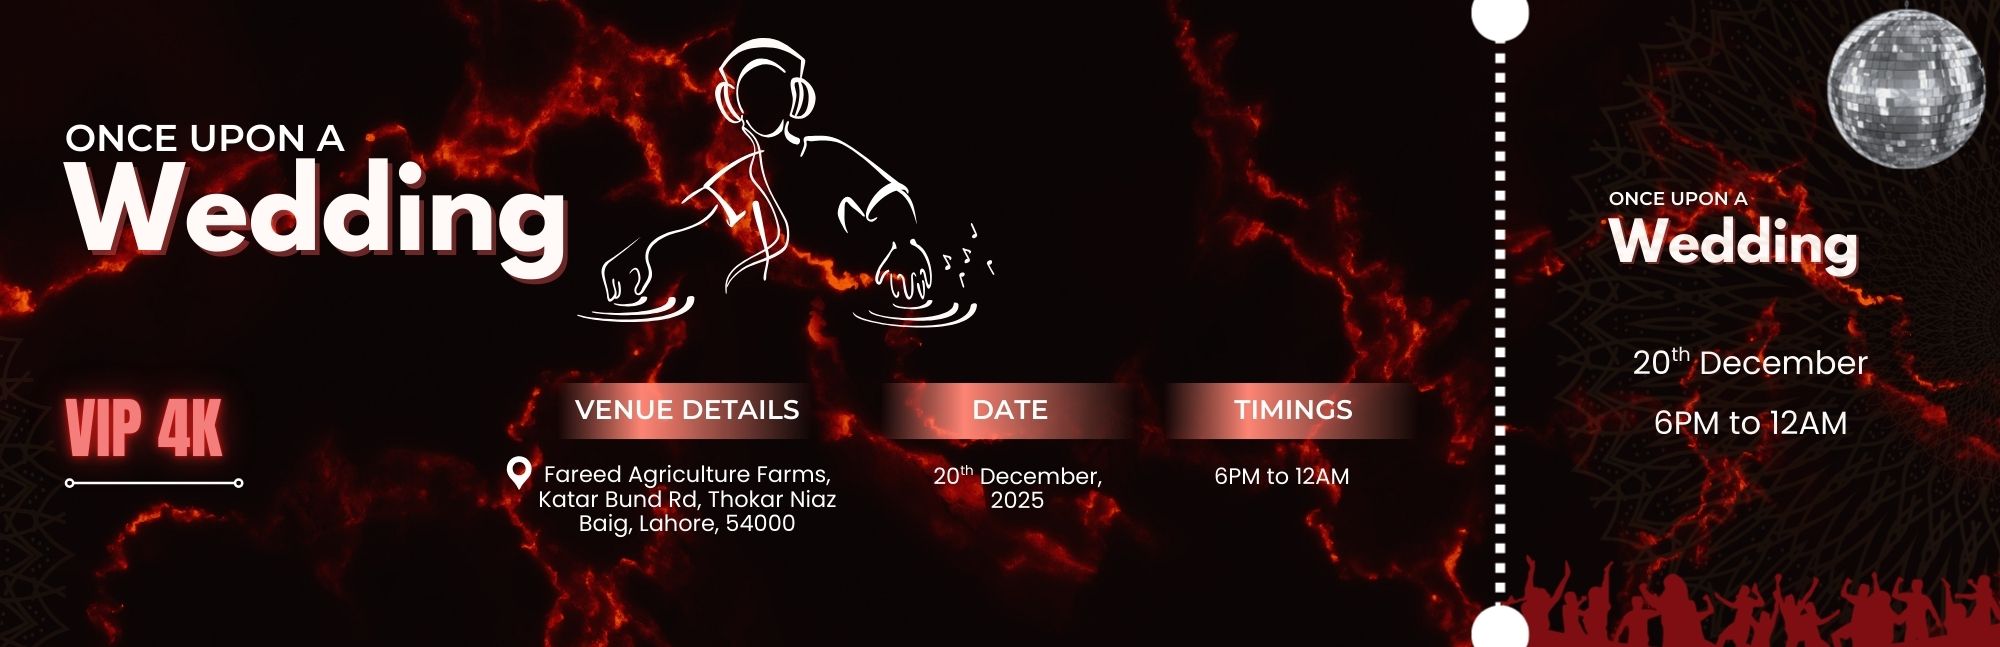 ONCE UPON A
Wedding
VIP 4K
VENUE DETAILS
Fareed Agriculture Farms,
Katar Bund Rd, Thokar Niaz
Baig, Lahore, 54000
DATE
20th December,
2025
TIMINGS
6PM to 12AM
ONCE UPON A
Wedding
20th December
6PM to 12AM